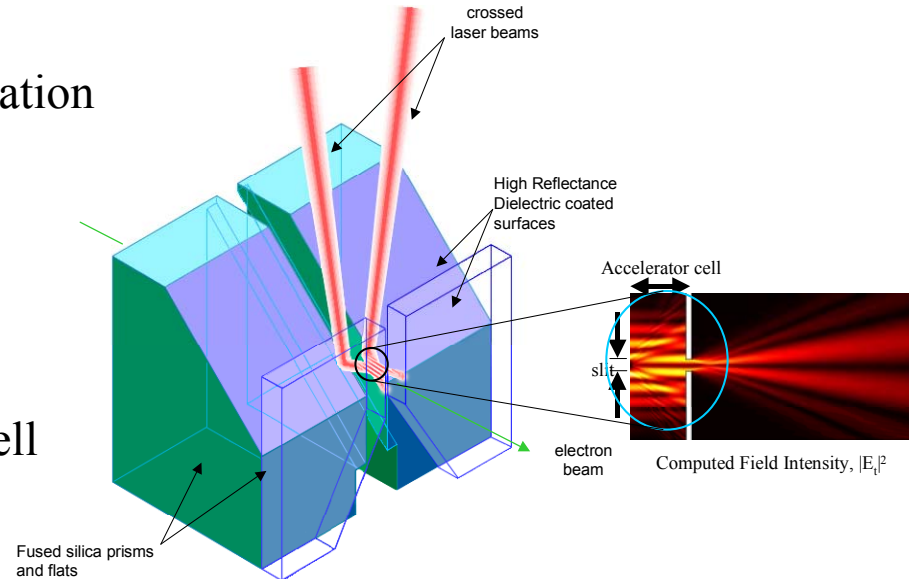 crossed
laser beams
ation
High Reflectance
Dielectric coated
surfaces
Accelerator cell
slit
ell
electron
beam
Computed Field Intensity, |E_t|²
Fused silica prisms
and flats